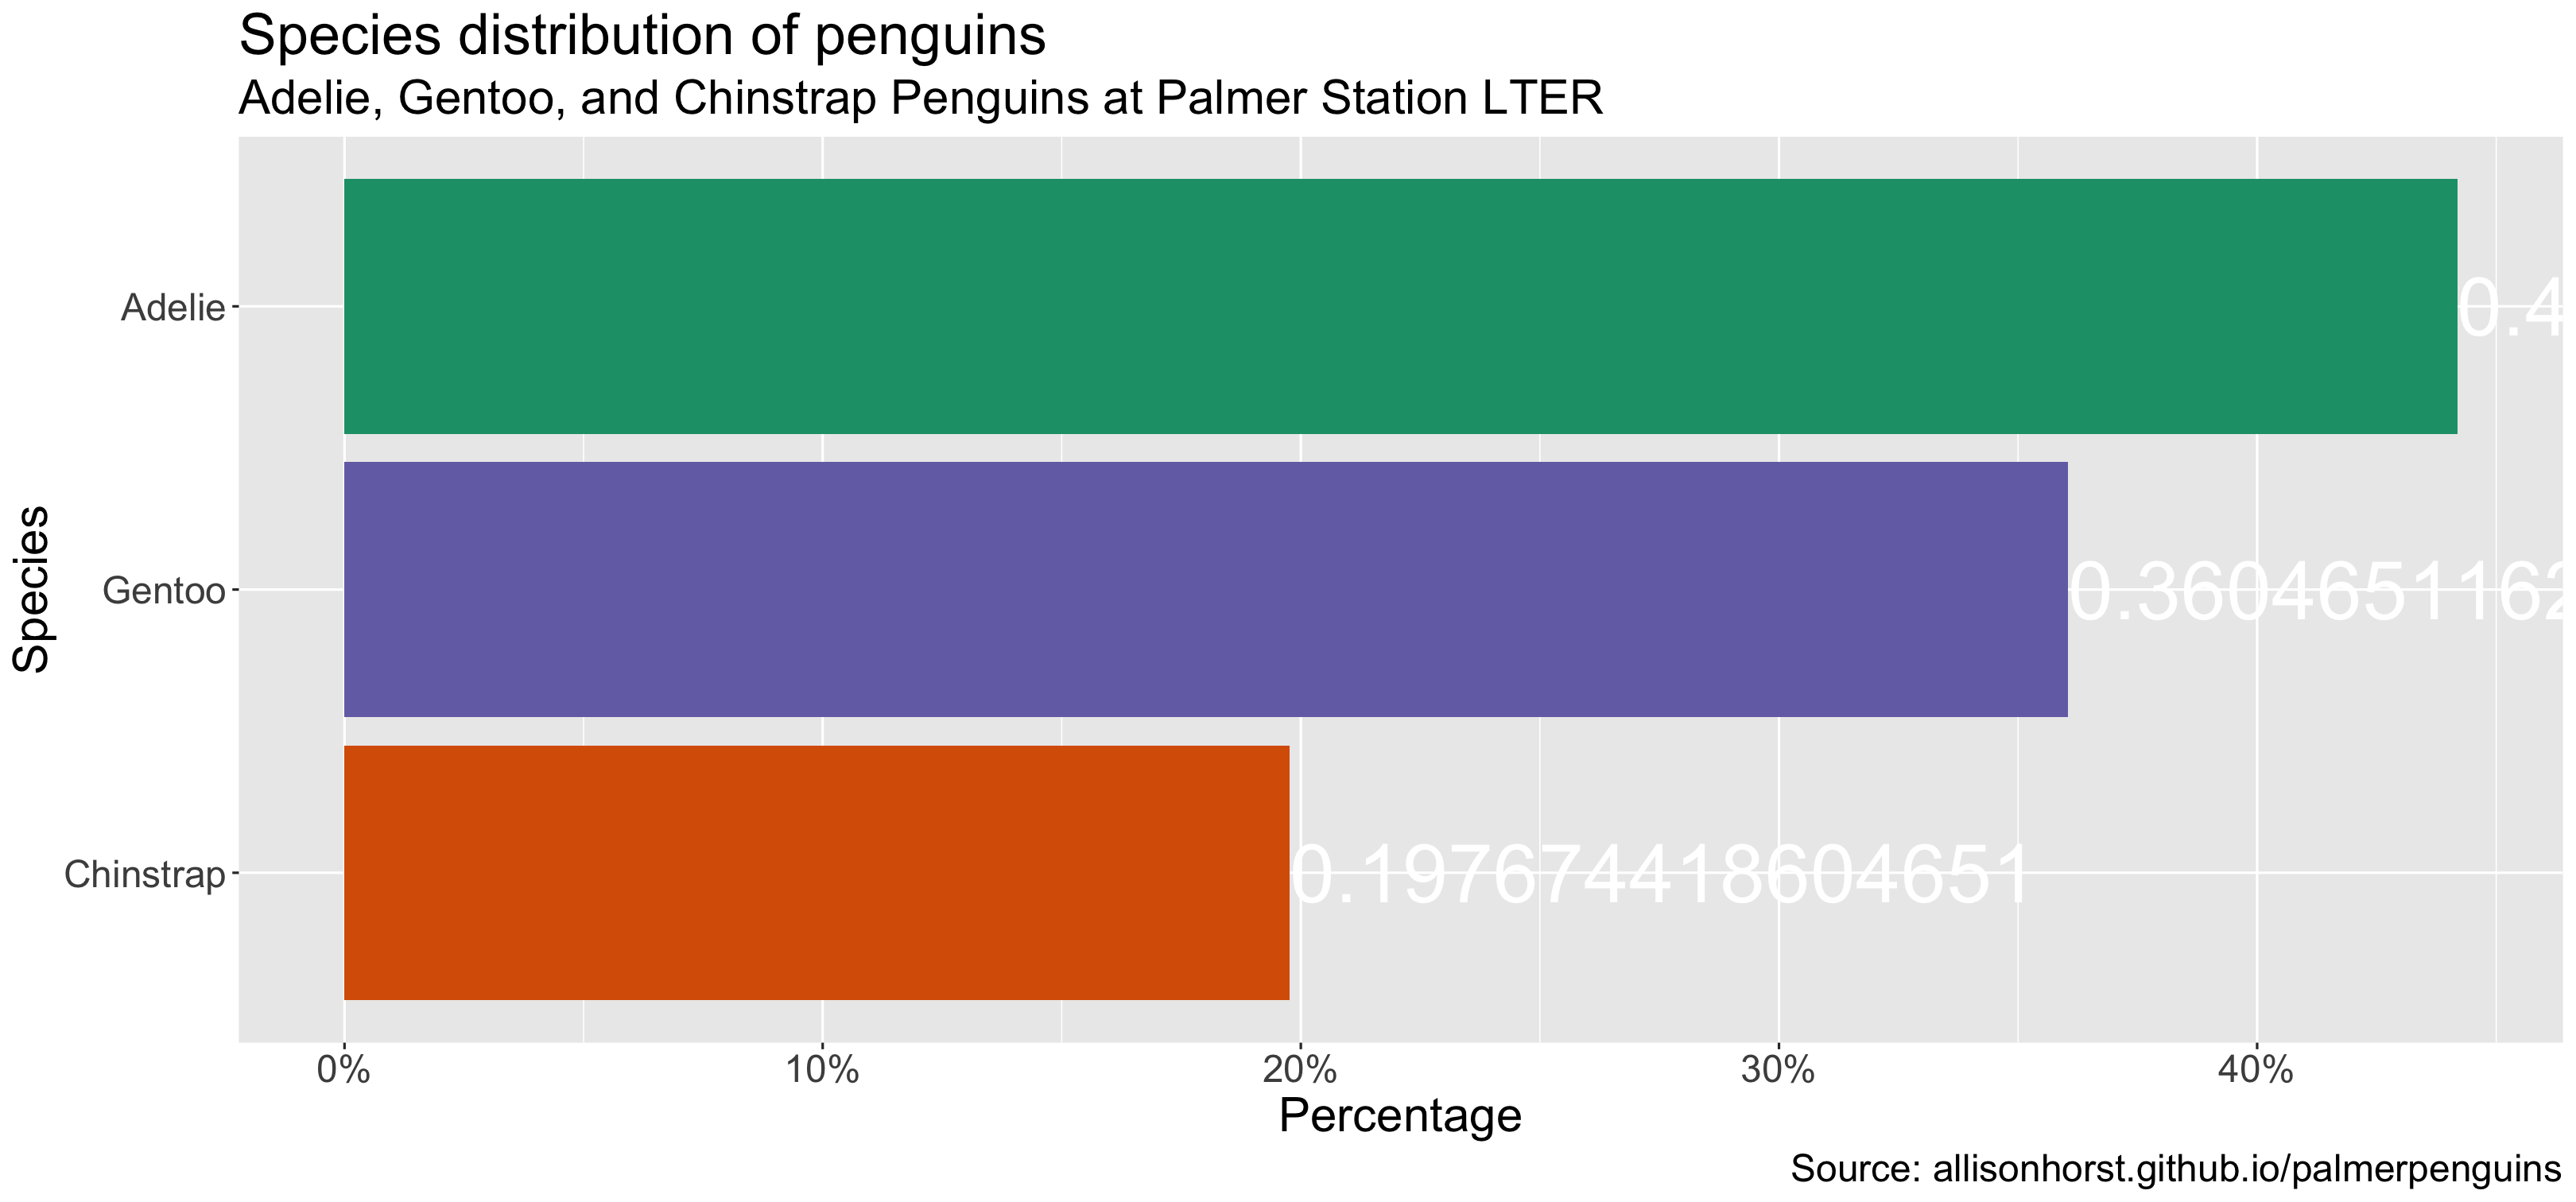 Species distribution of penguins
Adelie, Gentoo, and Chinstrap Penguins at Palmer Station LTER
Species
Adelie
0.4
Gentoo
0.3604651162
Chinstrap
0.197674418604651
0% 10% 20% 30% 40%
Percentage
Source: allisonhorst.github.io/palmerpenguins